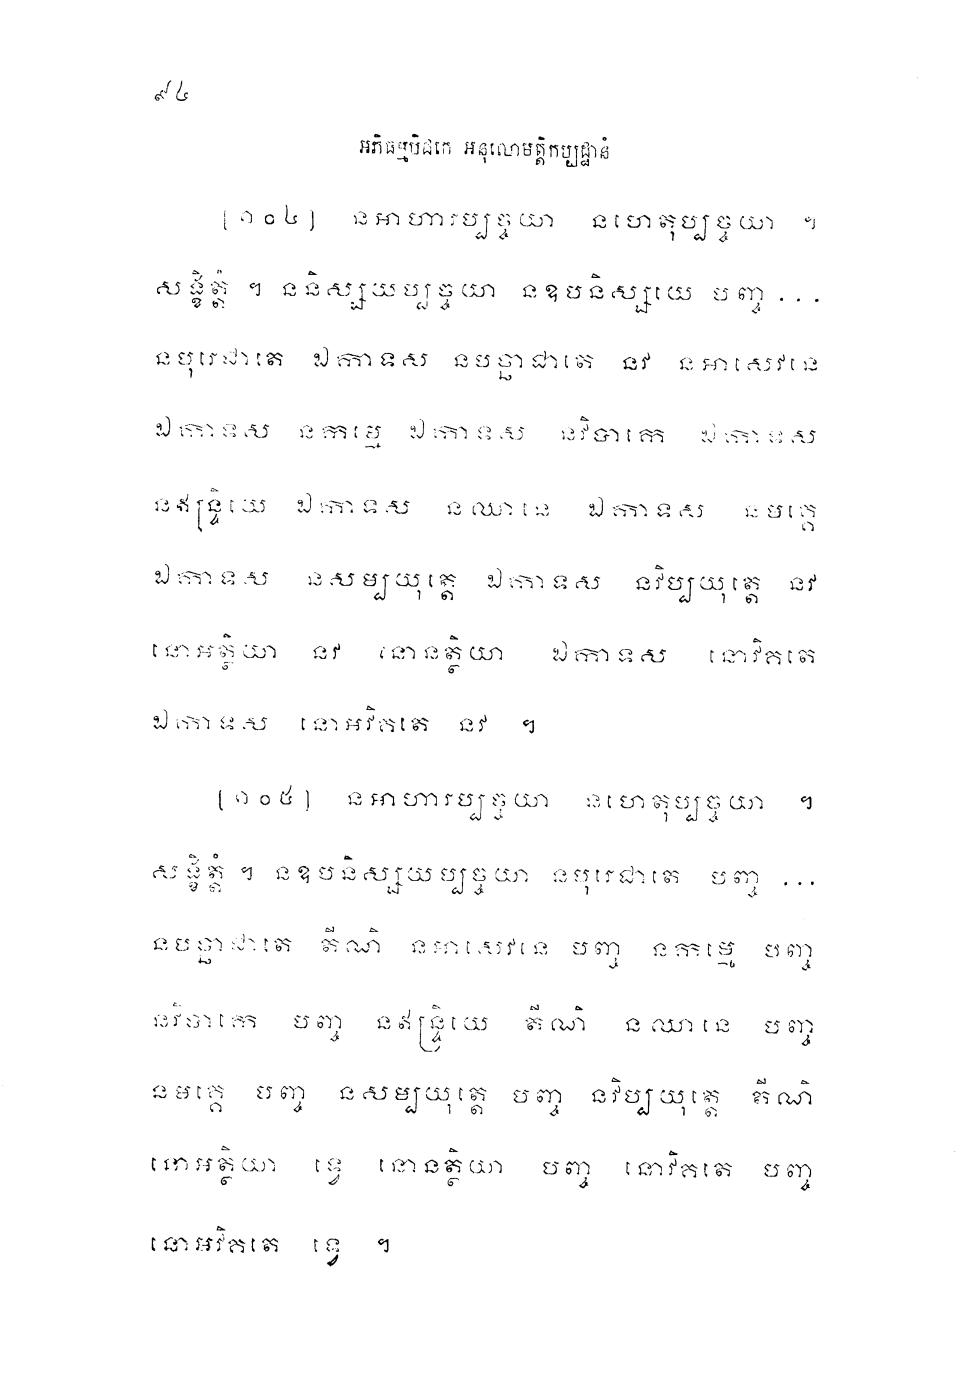 ៩៤
អភិធម្មបិដកេ អនុលោមត្តិកប្បដ្ឋានំ
[១០៤] នអាហារប្បច្ចយា នហេតុប្បច្ចយា ។
សង្ខិត្តំ ។ ននិស្សយប្បច្ចយា នឧបនិស្សយេ បញ្ច ...
នបុរេជាតេ ឯកាទស នបច្ឆាជាតេ នវ នអាសេវនេ
ឯកាទស នកម្មេ ឯកាទស នវិបាកេ ឯកាទស
នឥន្ទ្រិយេ ឯកាទស នឈានេ ឯកាទស នមគ្គេ
ឯកាទស នសម្បយុត្តេ ឯកាទស នវិប្បយុត្តេ នវ
នោអត្ថិយា នវ នោនត្ថិយា ឯកាទស នោវិគតេ
ឯកាទស នោអវិគតេ នវ ។
[១០៥] នអាហារប្បច្ចយា នហេតុប្បច្ចយា ។
សង្ខិត្តំ ។ នឧបនិស្សយប្បច្ចយា នបុរេជាតេ បញ្ច ...
នបច្ឆាជាតេ តីណិ នអាសេវនេ បញ្ច នកម្មេ បញ្ច
នវិបាកេ បញ្ច នឥន្ទ្រិយេ តីណិ នឈានេ បញ្ច
នមគ្គេ បញ្ច នសម្បយុត្តេ បញ្ច នវិប្បយុត្តេ តីណិ
នោអត្ថិយា ទ្វេ នោនត្ថិយា បញ្ច នោវិគតេ បញ្ច
នោអវិគតេ ទ្វេ ។